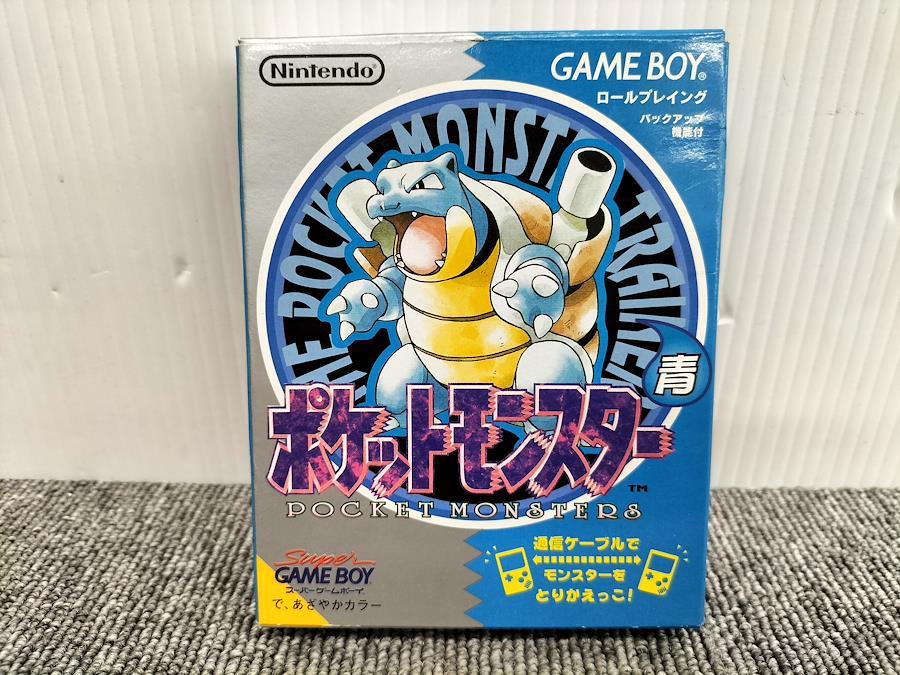 Nintendo
GAME BOY®
ロールプレイング
バックアップ
機能付
THE POCKET MONSTER TRAINER
青
ポケットモンスター
TM
POCKET MONSTERS
Super
GAME BOY
スーパーゲームボーイ
で、あざやかカラー
通信ケーブルで
モンスターを
とりかえっこ!